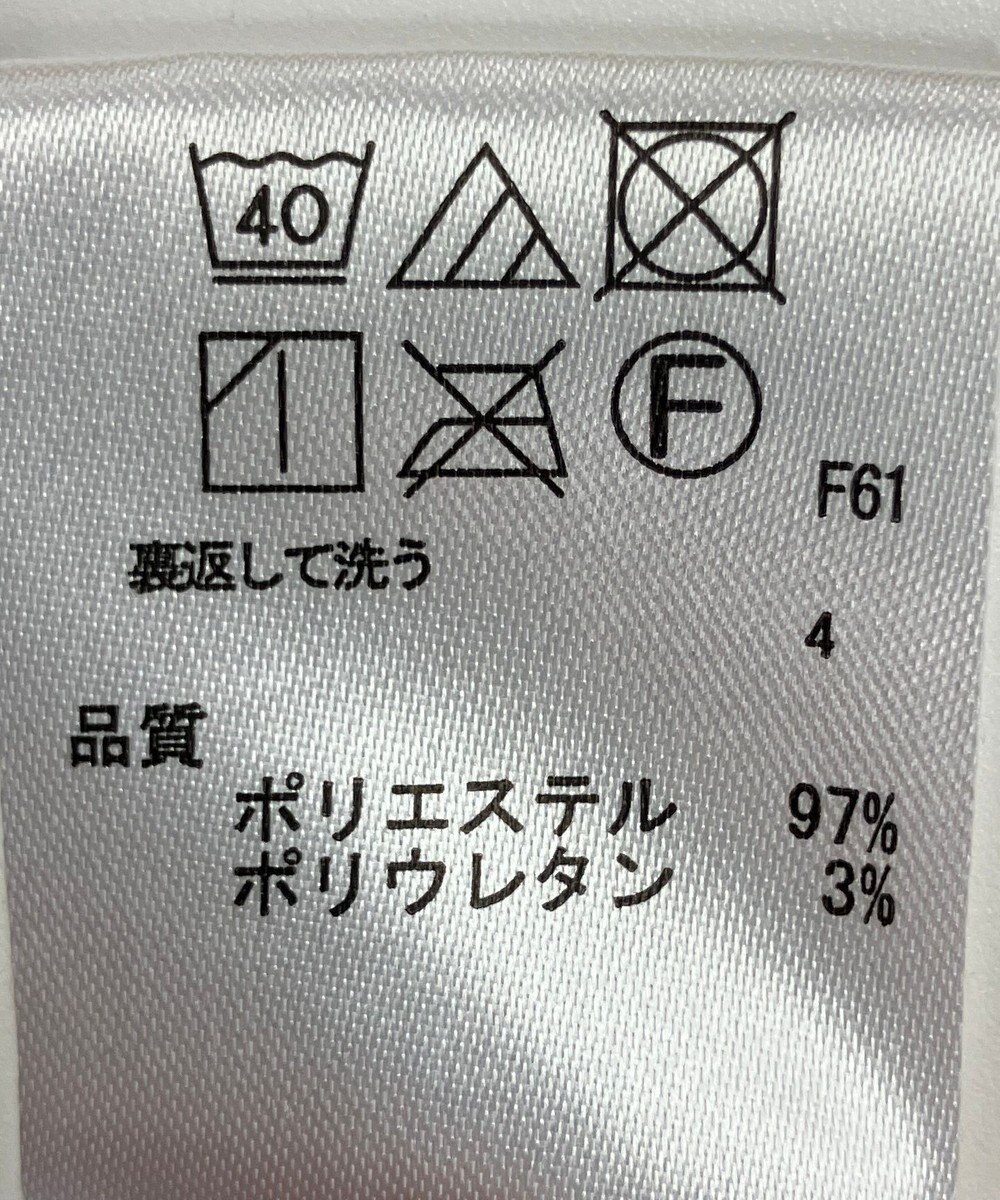 40
F
F61
裏返して洗う
4
品質
ポリエステル 97%
ポリウレタン 3%